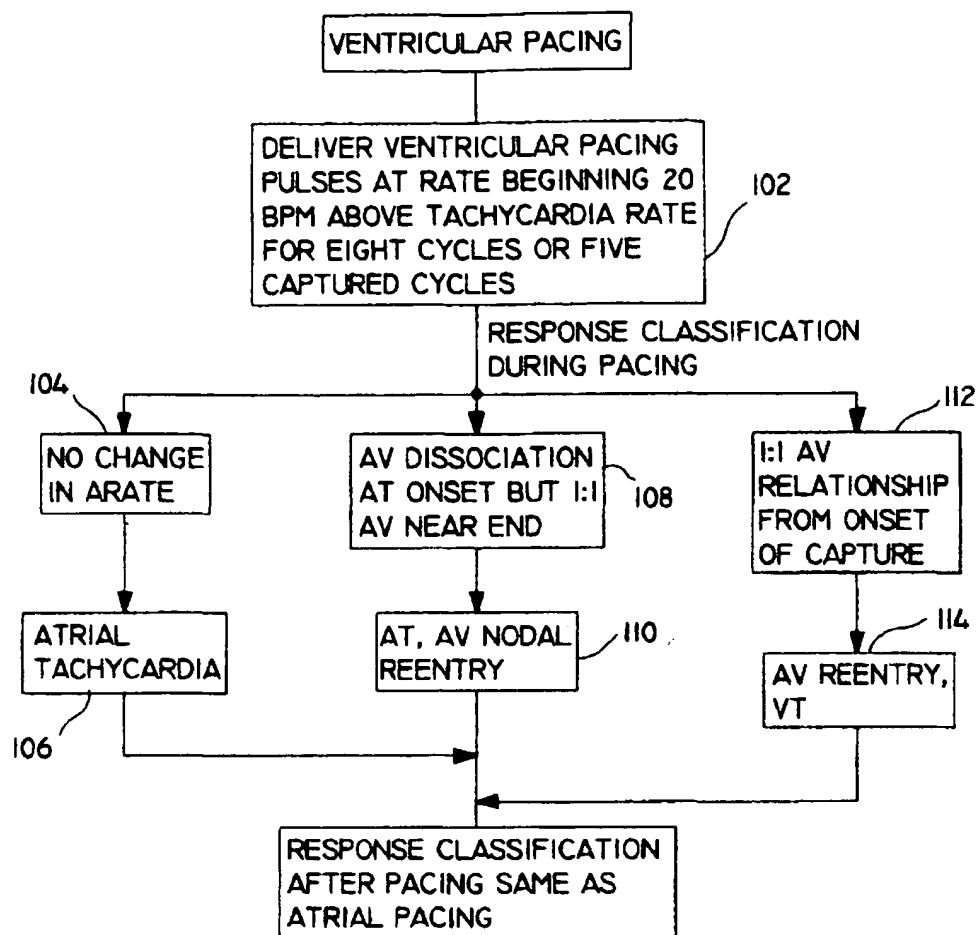 VENTRICULAR PACING
DELIVER VENTRICULAR PACING
PULSES AT RATE BEGINNING 20
BPM ABOVE TACHYCARDIA RATE
FOR EIGHT CYCLES OR FIVE
CAPTURED CYCLES
102
RESPONSE CLASSIFICATION
DURING PACING
104
NO CHANGE
IN ARATE
AV DISSOCIATION
AT ONSET BUT 1:1
AV NEAR END
108
112
1:1 AV
RELATIONSHIP
FROM ONSET
OF CAPTURE
ATRIAL
TACHYCARDIA
106
AT, AV NODAL
REENTRY
110
114
AV REENTRY,
VT
RESPONSE CLASSIFICATION
AFTER PACING SAME AS
ATRIAL PACING